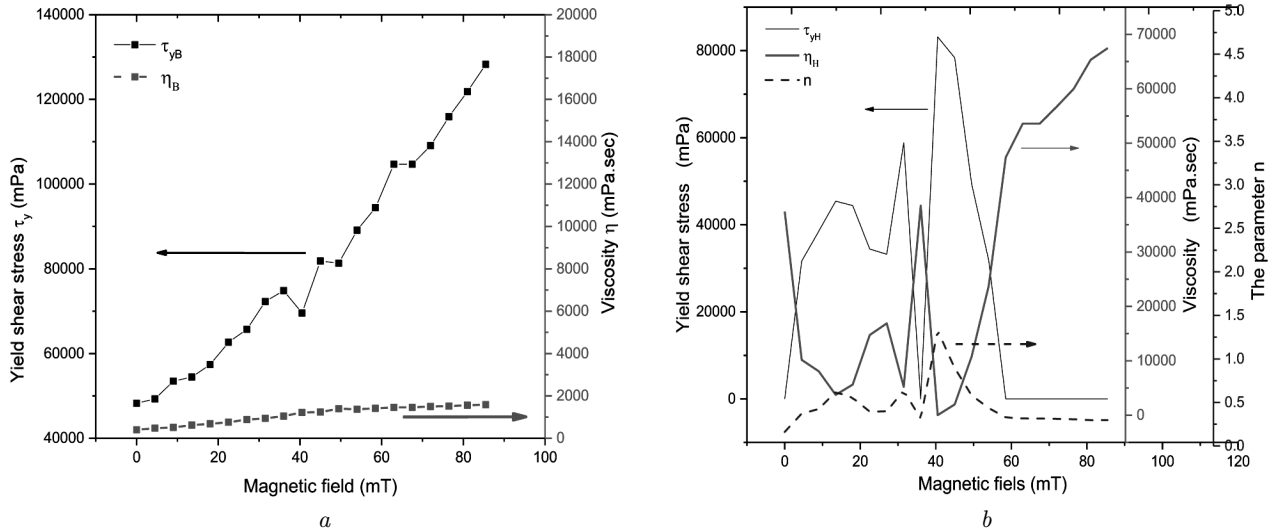 140000
120000
100000
80000
60000
40000
Yield shear stress τy (mPa)
τyB
ηB
20000
18000
16000
14000
12000
10000
8000
6000
4000
2000
0
Viscosity η (mPa.sec)
0 20 40 60 80 100
Magnetic field (mT)
a
80000
60000
40000
20000
0
Yield shear stress (mPa)
τyH
ηH
n
70000
60000
50000
40000
30000
20000
10000
0
Viscosity (mPa.sec)
5.0
4.5
4.0
3.5
3.0
2.5
2.0
1.5
1.0
0.5
0.0
The parameter n
0 20 40 60 80 100 120
Magnetic fiels (mT)
b